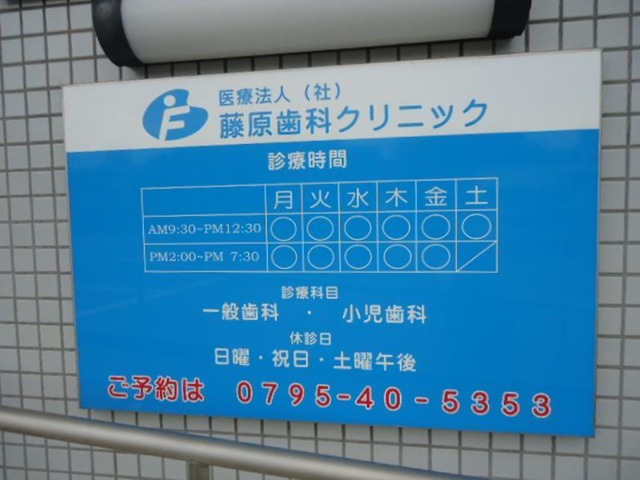 医療法人（社）
藤原歯科クリニック
診療時間
月 火 水 木 金 土
AM9:30~PM12:30 ○ ○ ○ ○ ○ ○
PM2:00~PM 7:30 ○ ○ ○ ○ ○ ／
診療科目
一般歯科 ・ 小児歯科
休診日
日曜・祝日・土曜午後
ご予約は 0795-40-5353